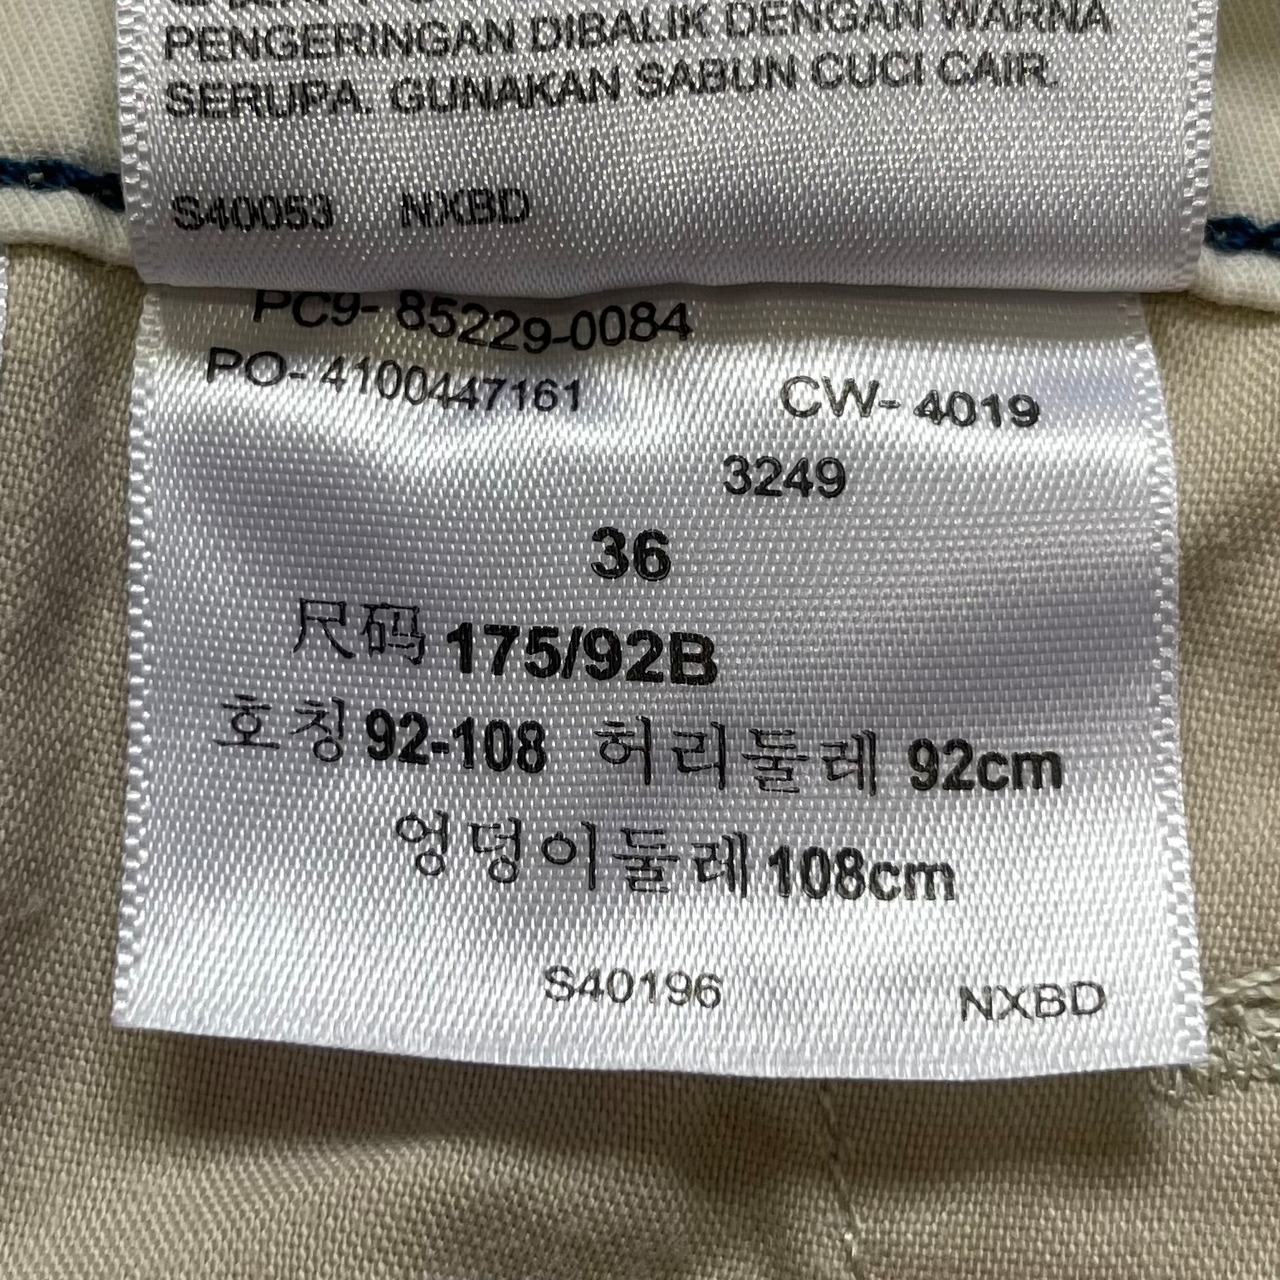 PENGERINGAN DIBALIK DENGAN WARNA
SERUPA. GUNAKAN SABUN CUCI CAIR.
S40053 NXBD
PC9- 85229-0084
PO- 4100447161 CW- 4019
3249
36
尺码 175/92B
호칭 92-108 허리둘레 92cm
엉덩이둘레 108cm
S40196 NXBD